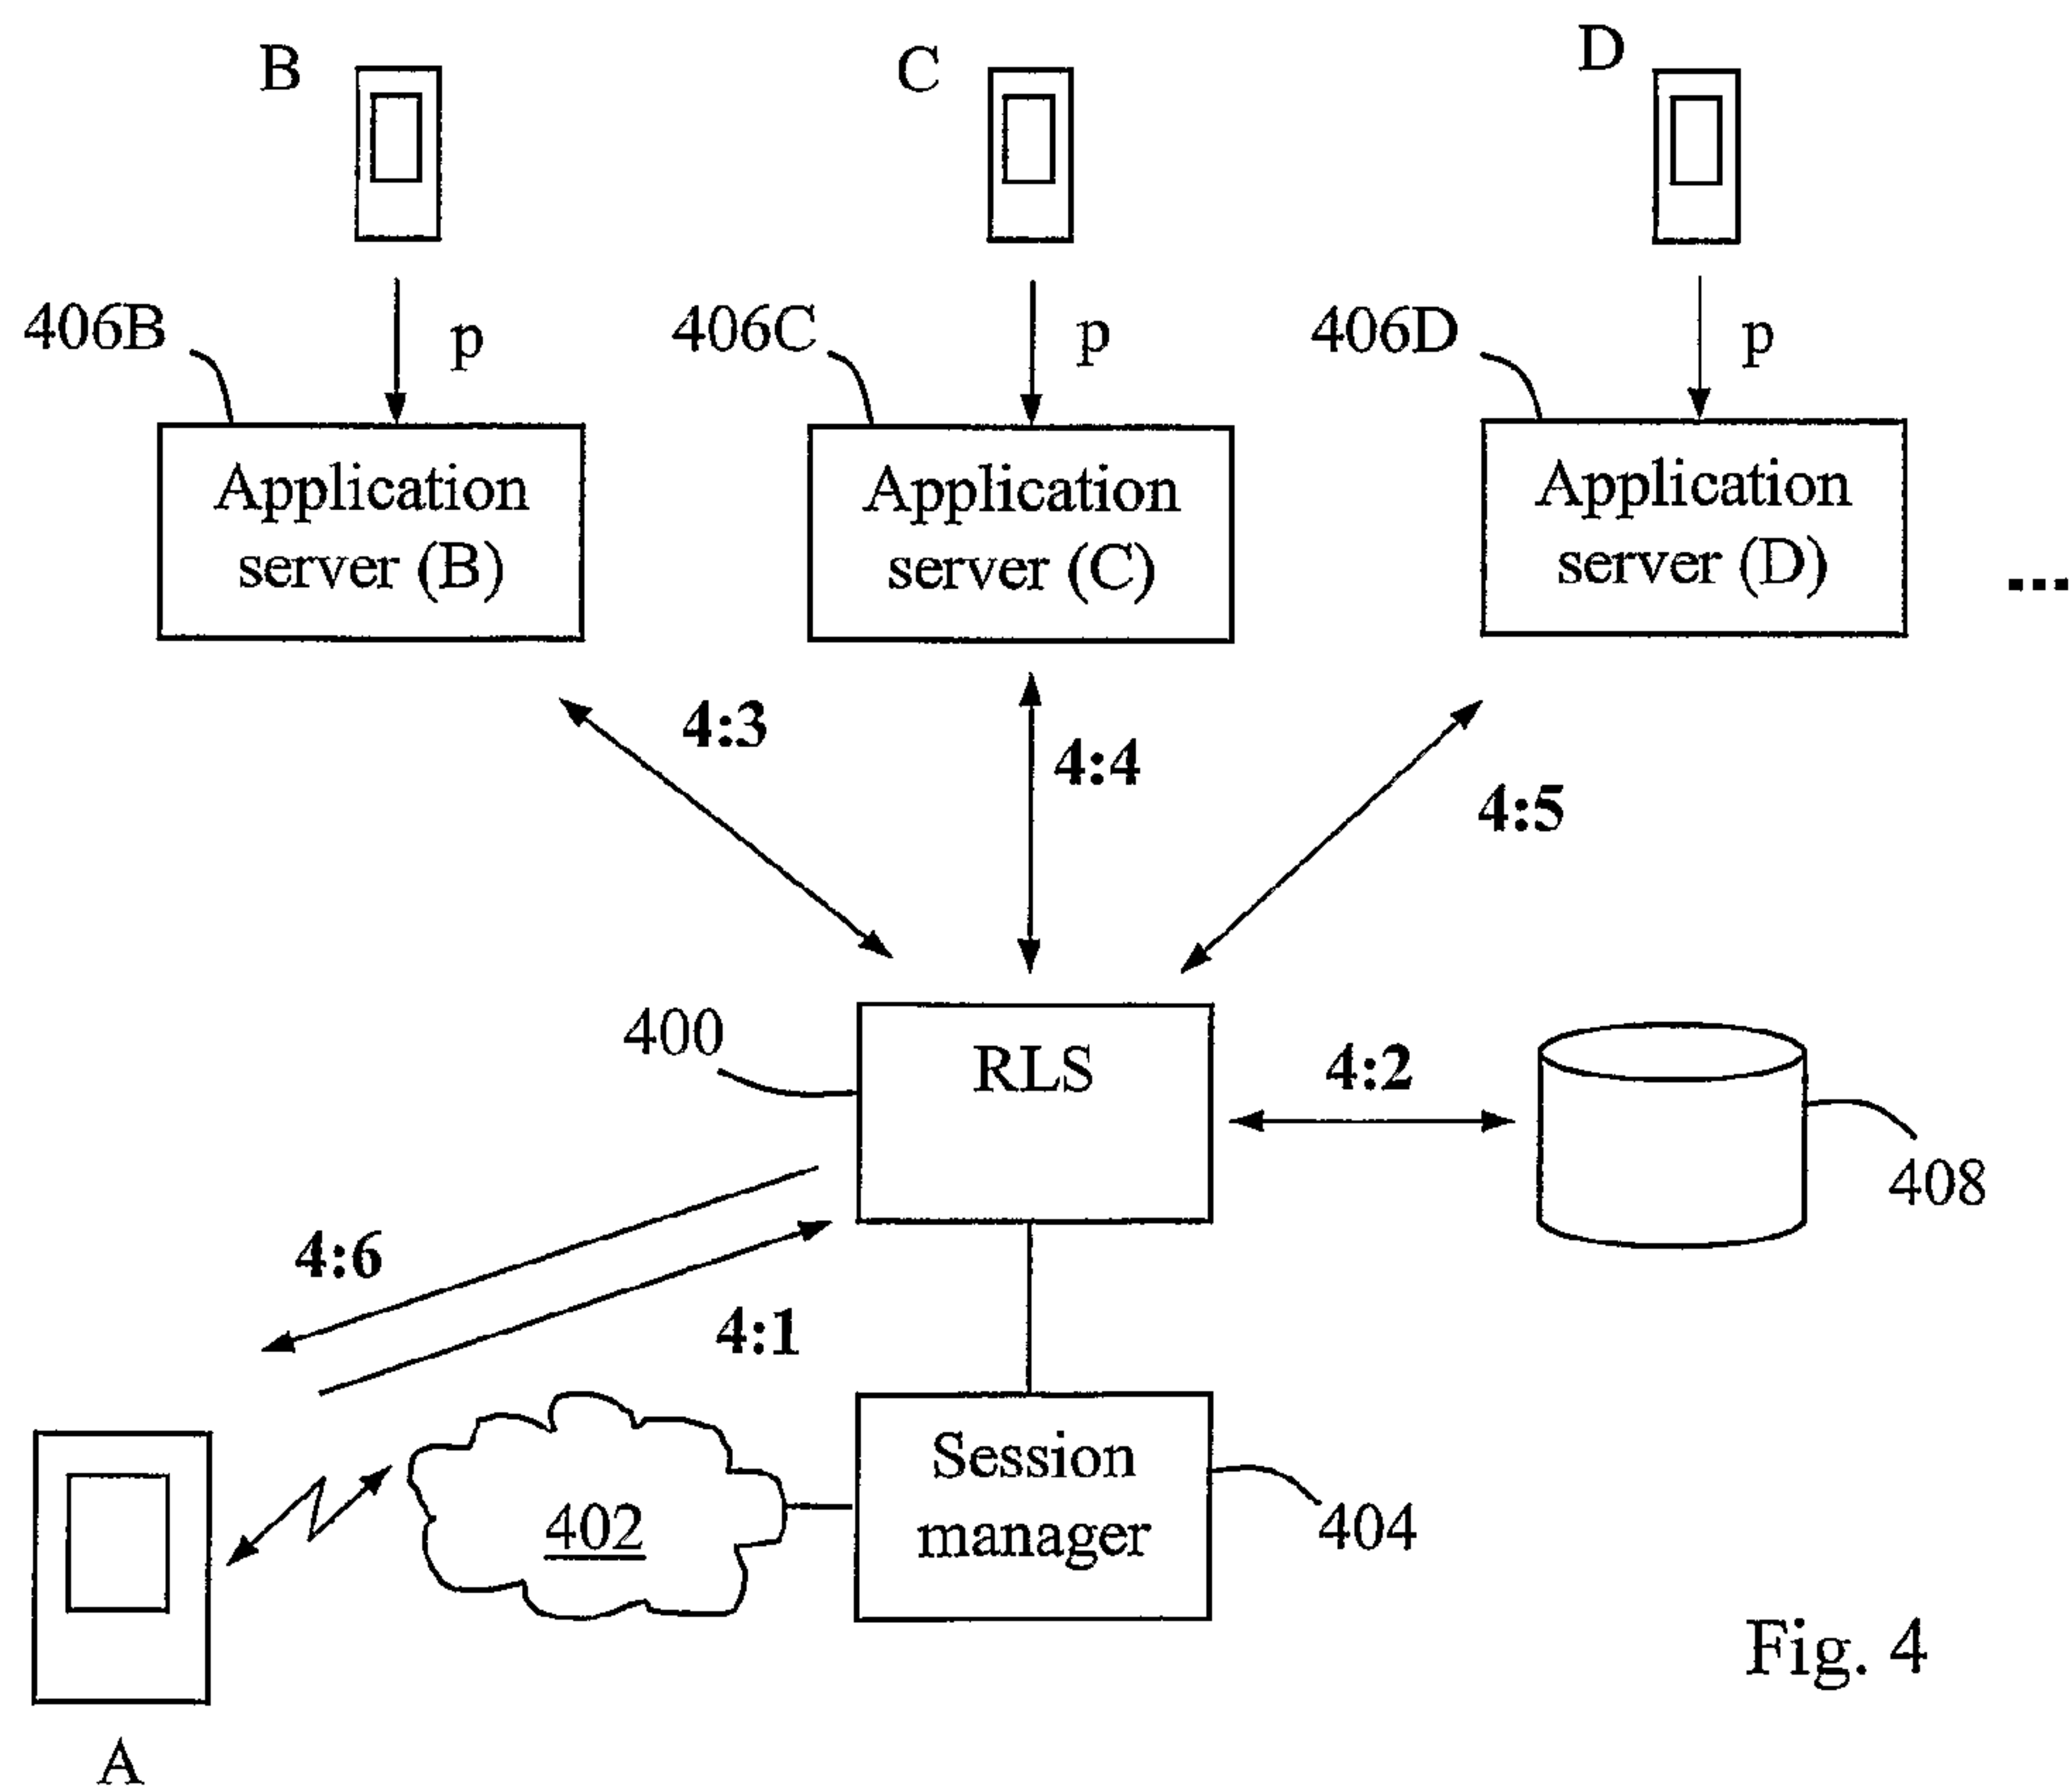 B
C
D
406B
p
406C
p
406D
p
Application
server (B)
Application
server (C)
Application
server (D)
...
4:3
4:4
4:5
400
RLS
4:2
408
4:6
4:1
402
Session
manager
404
A
Fig. 4